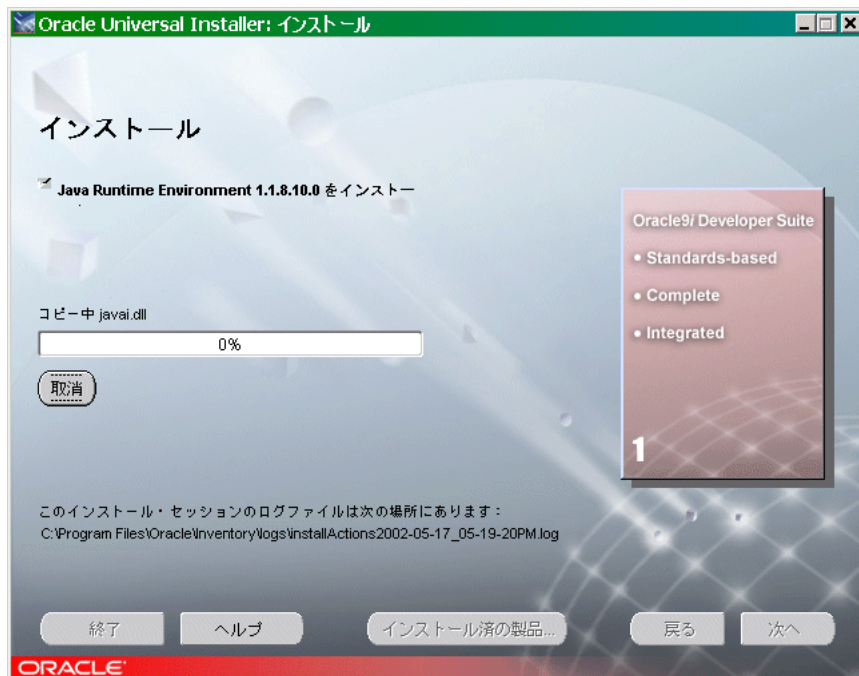 Oracle Universal Installer: インストール
インストール
Java Runtime Environment 1.1.8.10.0 をインストー
コピー中 javai.dll
0%
取消
Oracle9i Developer Suite
• Standards-based
• Complete
• Integrated
1
このインストール・セッションのログファイルは次の場所にあります：
C:\Program Files\Oracle\Inventory\logs\installActions2002-05-17_05-19-20PM.log
終了
ヘルプ
インストール済の製品...
戻る
次へ
ORACLE